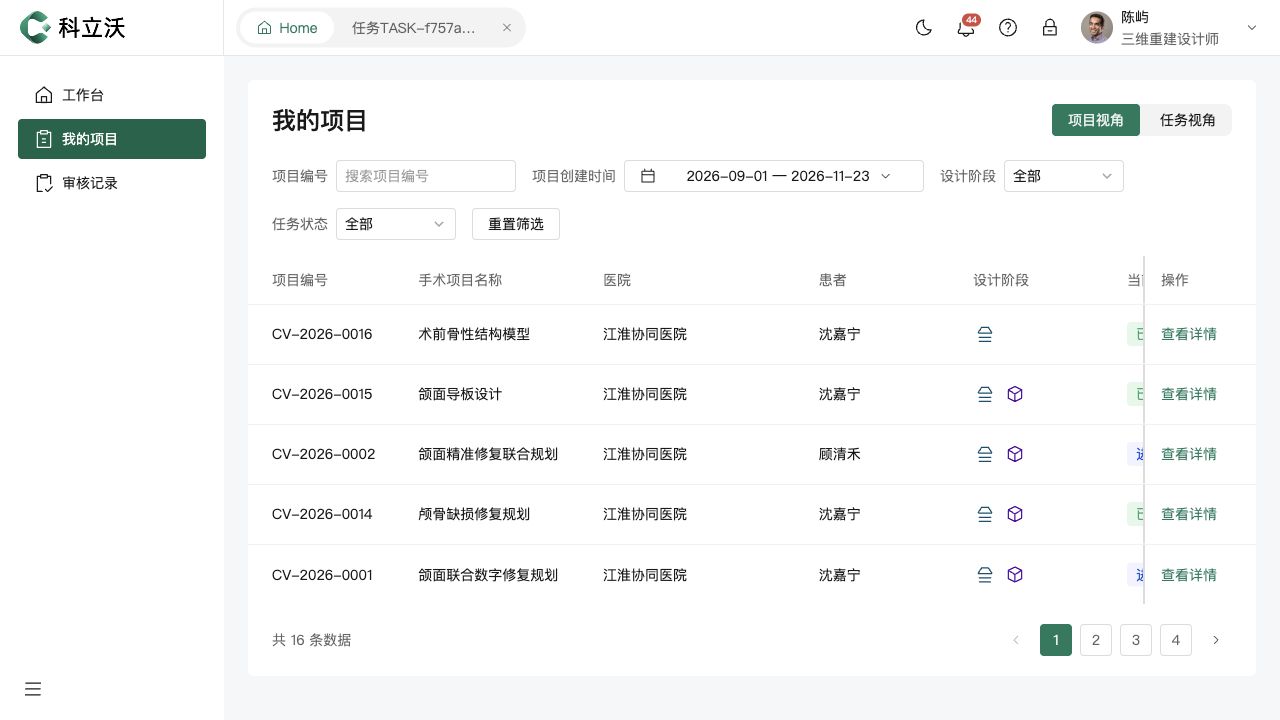 科立沃
Home
任务TASK-f757a...
44
陈屿
三维重建设计师
工作台
我的项目
审核记录
我的项目
项目视角
任务视角
项目编号
搜索项目编号
项目创建时间
2026-09-01 — 2026-11-23
设计阶段
全部
任务状态
全部
重置筛选
项目编号 手术项目名称 医院 患者 设计阶段 操作
CV-2026-0016 术前骨性结构模型 江淮协同医院 沈嘉宁 查看详情
CV-2026-0015 颌面导板设计 江淮协同医院 沈嘉宁 查看详情
CV-2026-0002 颌面精准修复联合规划 江淮协同医院 顾清禾 查看详情
CV-2026-0014 颅骨缺损修复规划 江淮协同医院 沈嘉宁 查看详情
CV-2026-0001 颌面联合数字修复规划 江淮协同医院 沈嘉宁 查看详情
共 16 条数据
1 2 3 4